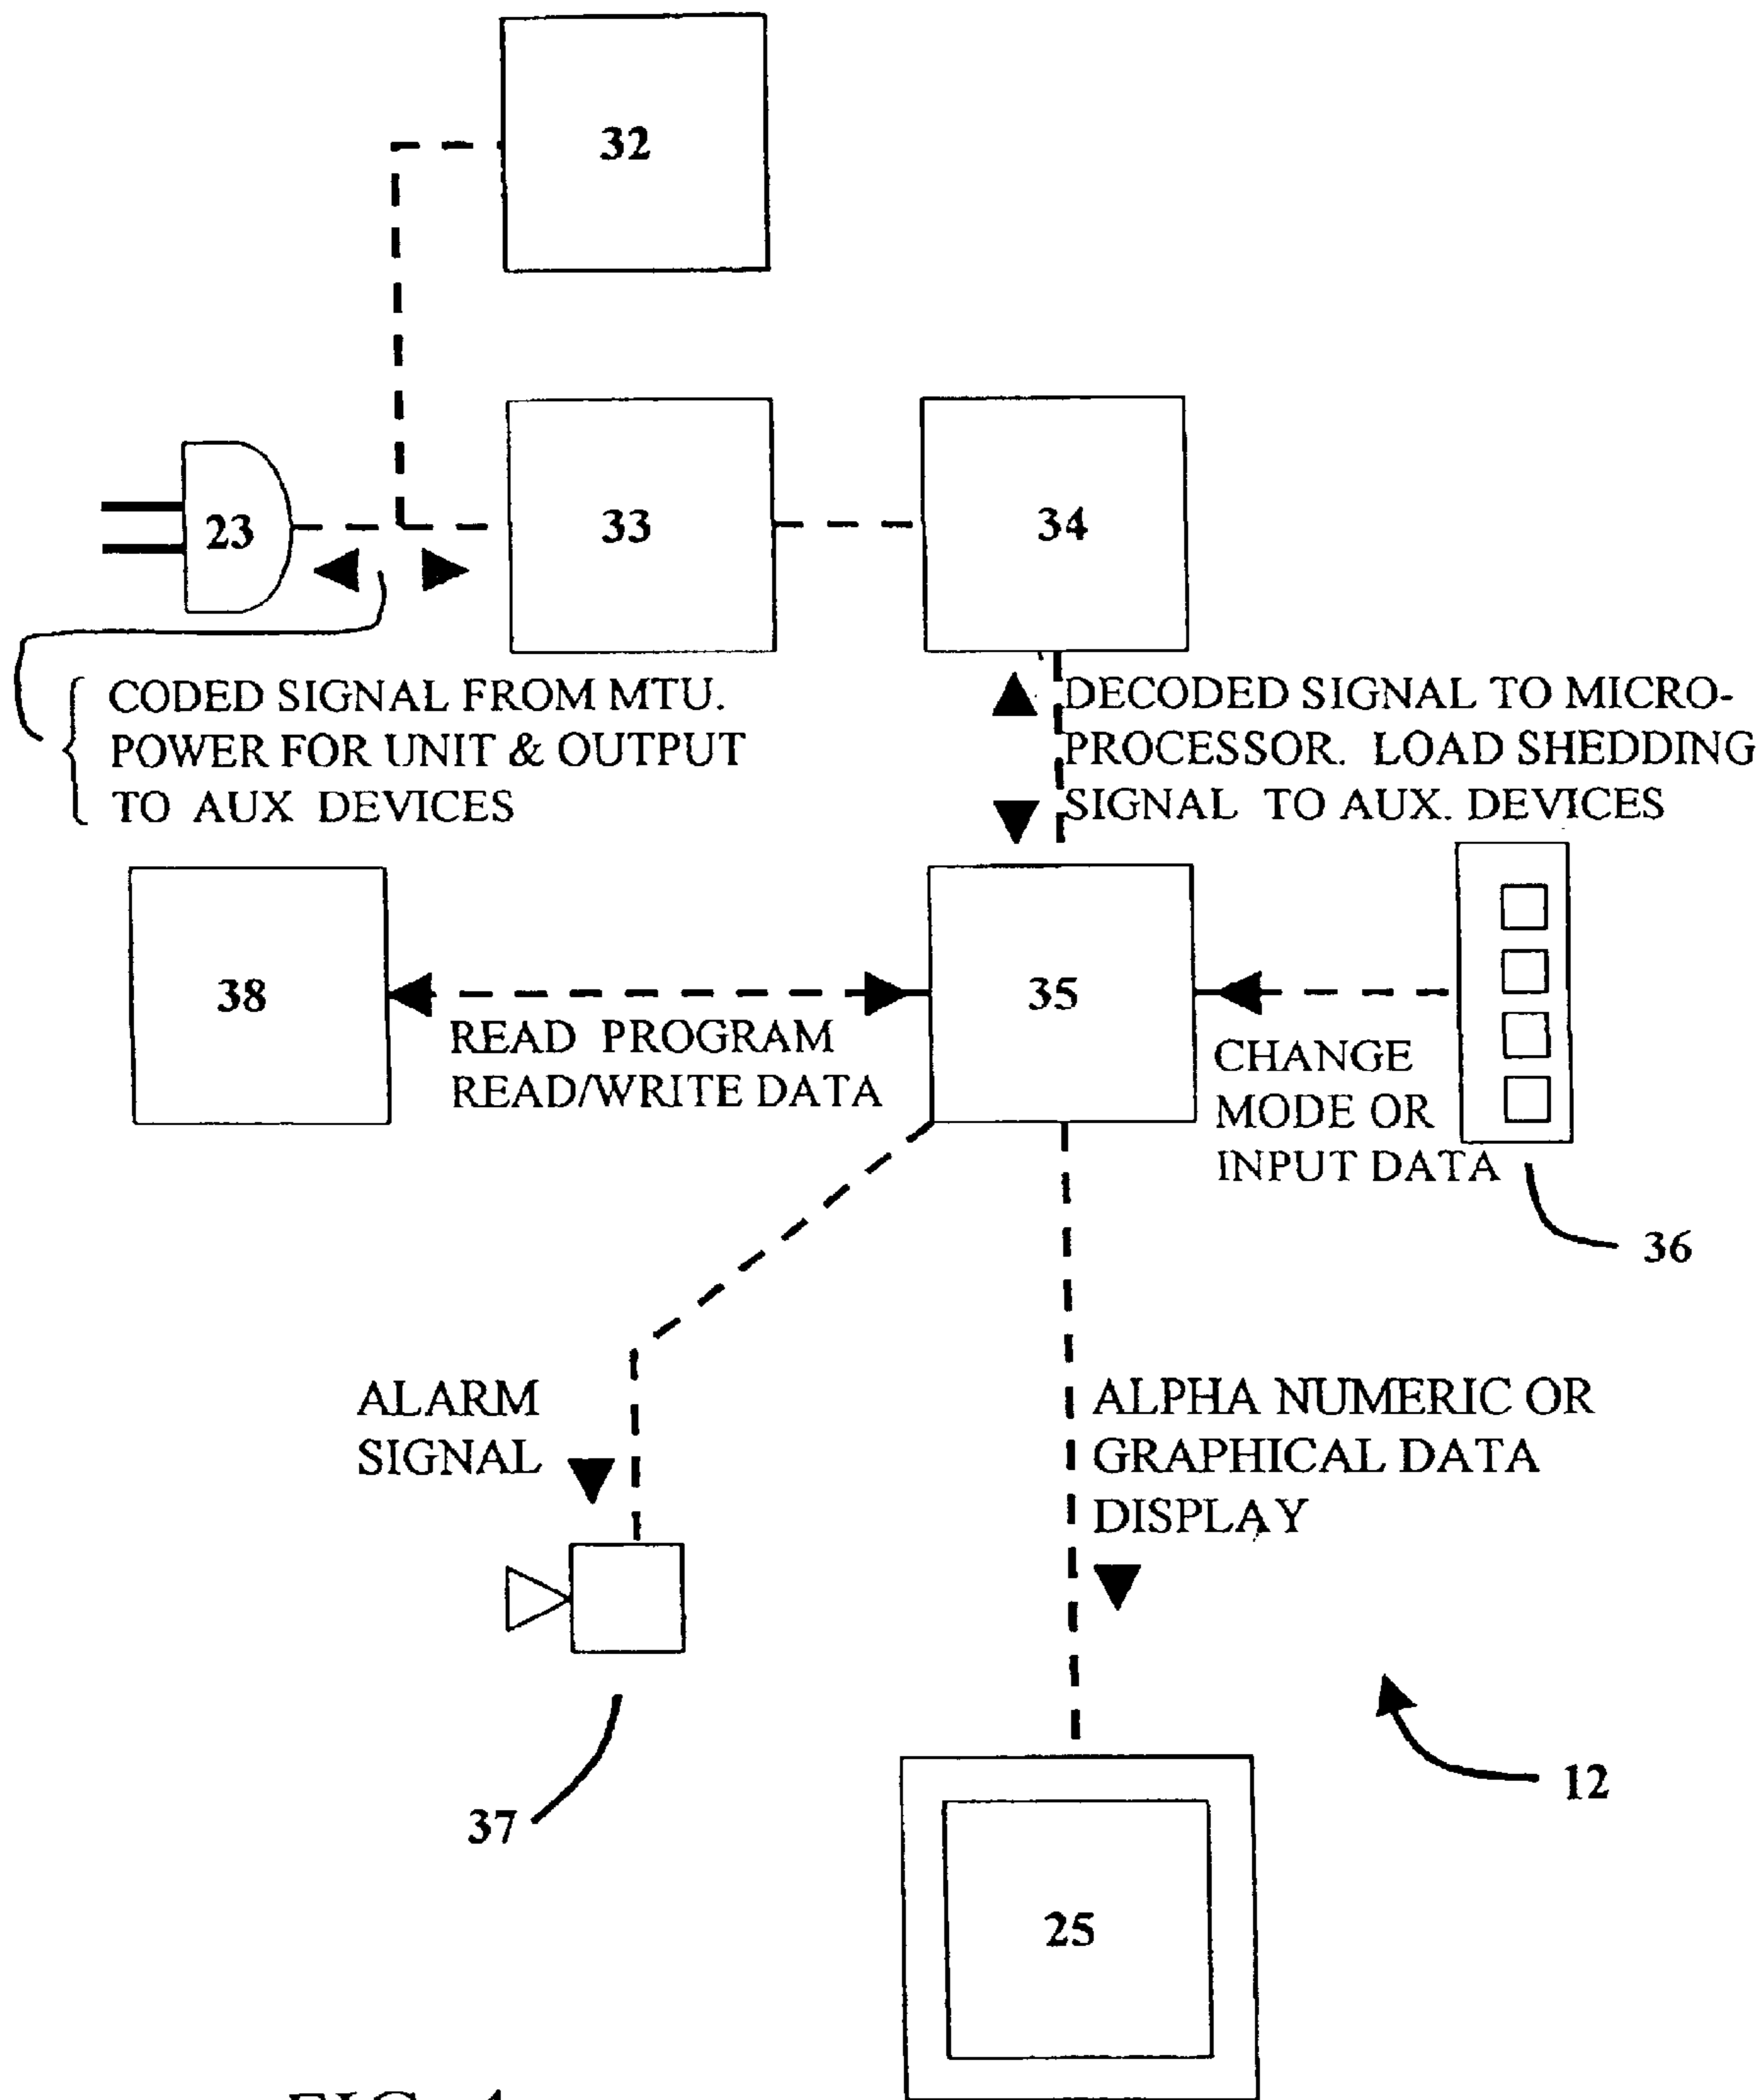 32
23
33
34
CODED SIGNAL FROM MTU.
POWER FOR UNIT & OUTPUT
TO AUX DEVICES
DECODED SIGNAL TO MICRO-
PROCESSOR. LOAD SHEDDING
SIGNAL TO AUX. DEVICES
38
35
READ PROGRAM
READ/WRITE DATA
CHANGE
MODE OR
INPUT DATA
36
ALARM
SIGNAL
ALPHA NUMERIC OR
GRAPHICAL DATA
DISPLAY
37
12
25